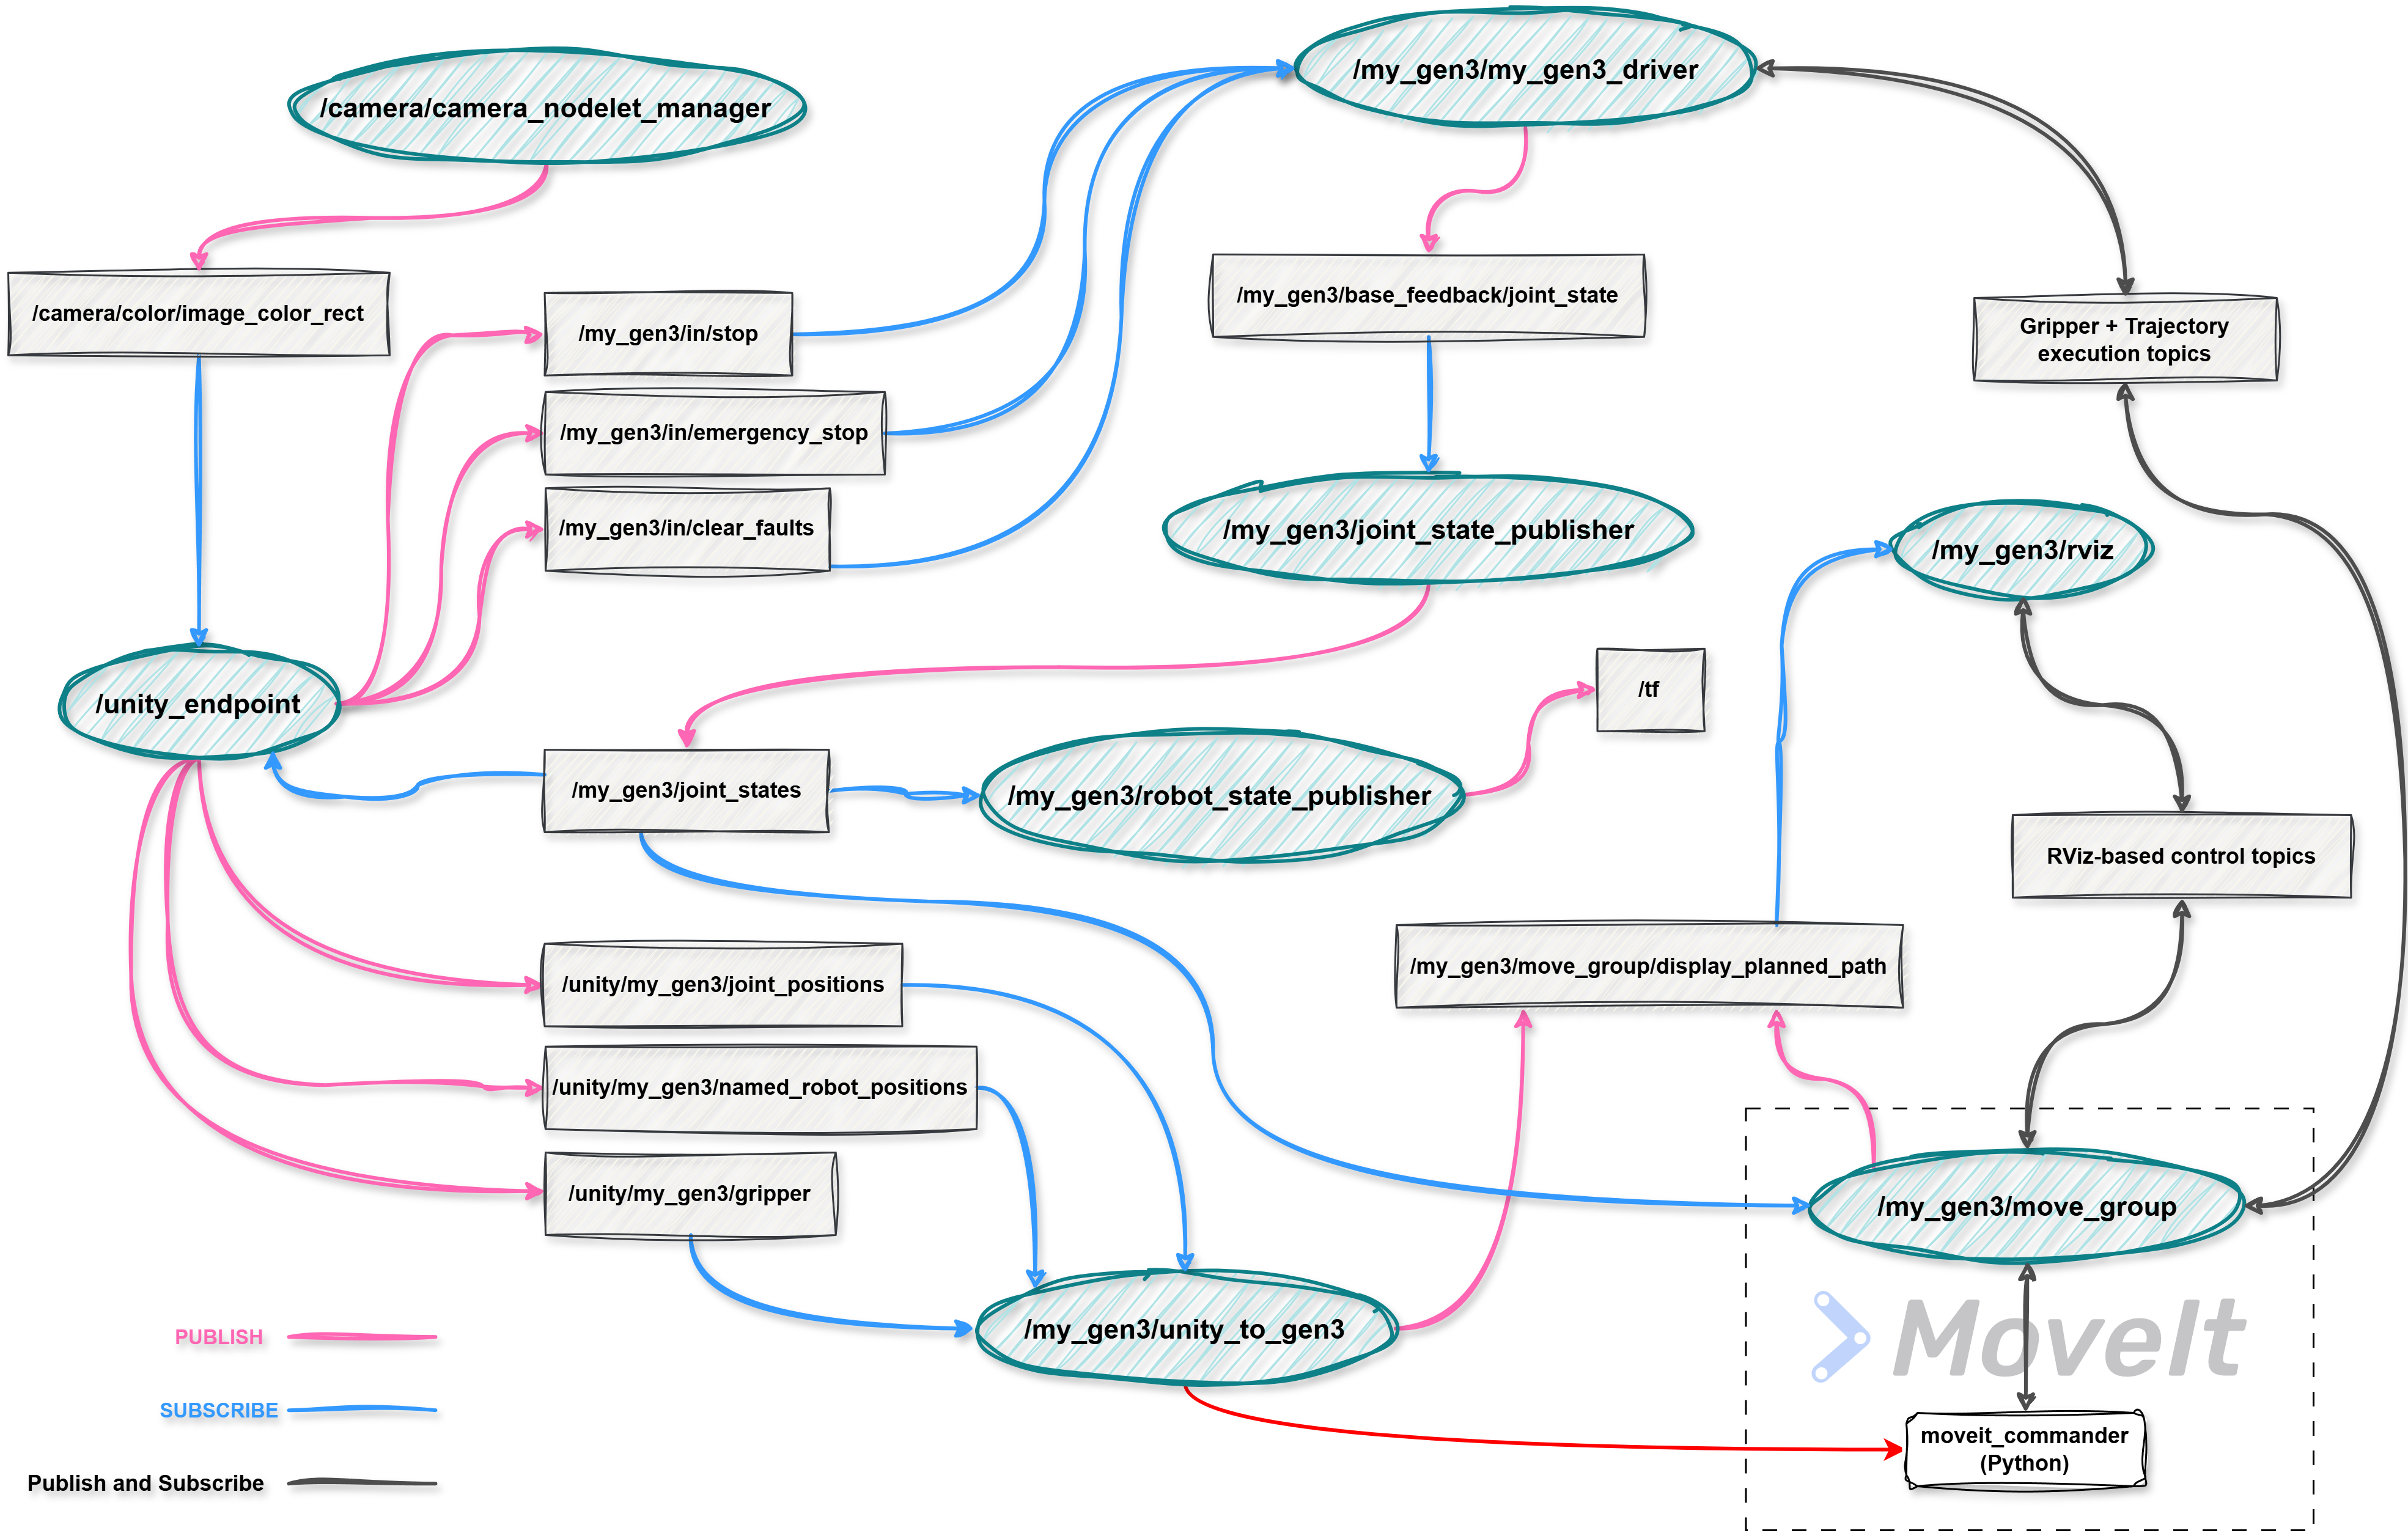 /my_gen3/my_gen3_driver
/camera/camera_nodelet_manager
/my_gen3/base_feedback/joint_state
/camera/color/image_color_rect
/my_gen3/in/stop
Gripper + Trajectory
execution topics
/my_gen3/in/emergency_stop
/my_gen3/in/clear_faults
/my_gen3/joint_state_publisher
/my_gen3/rviz
/unity_endpoint
/tf
/my_gen3/joint_states
/my_gen3/robot_state_publisher
RViz-based control topics
/my_gen3/move_group/display_planned_path
/unity/my_gen3/joint_positions
/unity/my_gen3/named_robot_positions
/unity/my_gen3/gripper
/my_gen3/move_group
/my_gen3/unity_to_gen3
MoveIt
moveit_commander
(Python)
PUBLISH
SUBSCRIBE
Publish and Subscribe